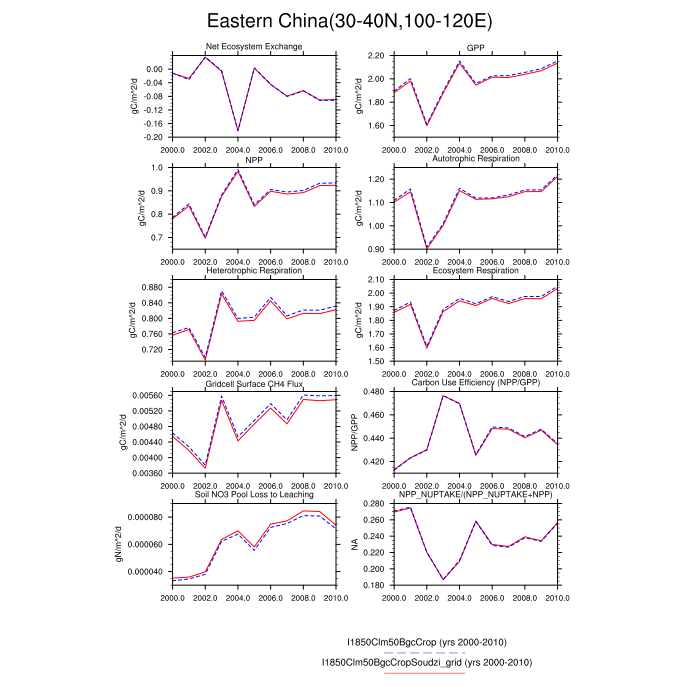 Eastern China(30-40N,100-120E)
Net Ecosystem Exchange
gC/m^2/d
0.00
-0.04
-0.08
-0.12
-0.16
-0.20
2000.0 2002.0 2004.0 2006.0 2008.0 2010.0
GPP
gC/m^2/d
2.20
2.00
1.80
1.60
2000.0 2002.0 2004.0 2006.0 2008.0 2010.0
NPP
gC/m^2/d
1.0
0.9
0.8
0.7
2000.0 2002.0 2004.0 2006.0 2008.0 2010.0
Autotrophic Respiration
gC/m^2/d
1.20
1.10
1.00
0.90
2000.0 2002.0 2004.0 2006.0 2008.0 2010.0
Heterotrophic Respiration
gC/m^2/d
0.880
0.840
0.800
0.760
0.720
2000.0 2002.0 2004.0 2006.0 2008.0 2010.0
Ecosystem Respiration
gC/m^2/d
2.10
2.00
1.90
1.80
1.70
1.60
1.50
2000.0 2002.0 2004.0 2006.0 2008.0 2010.0
Gridcell Surface CH4 Flux
gC/m^2/d
0.00560
0.00520
0.00480
0.00440
0.00400
0.00360
2000.0 2002.0 2004.0 2006.0 2008.0 2010.0
Carbon Use Efficiency (NPP/GPP)
NPP/GPP
0.480
0.460
0.440
0.420
2000.0 2002.0 2004.0 2006.0 2008.0 2010.0
Soil NO3 Pool Loss to Leaching
gN/m^2/d
0.000080
0.000060
0.000040
2000.0 2002.0 2004.0 2006.0 2008.0 2010.0
NPP_NUPTAKE/(NPP_NUPTAKE+NPP)
NA
0.280
0.260
0.240
0.220
0.200
0.180
2000.0 2002.0 2004.0 2006.0 2008.0 2010.0
I1850Clm50BgcCrop (yrs 2000-2010)
I1850Clm50BgcCropSoudzi_grid (yrs 2000-2010)